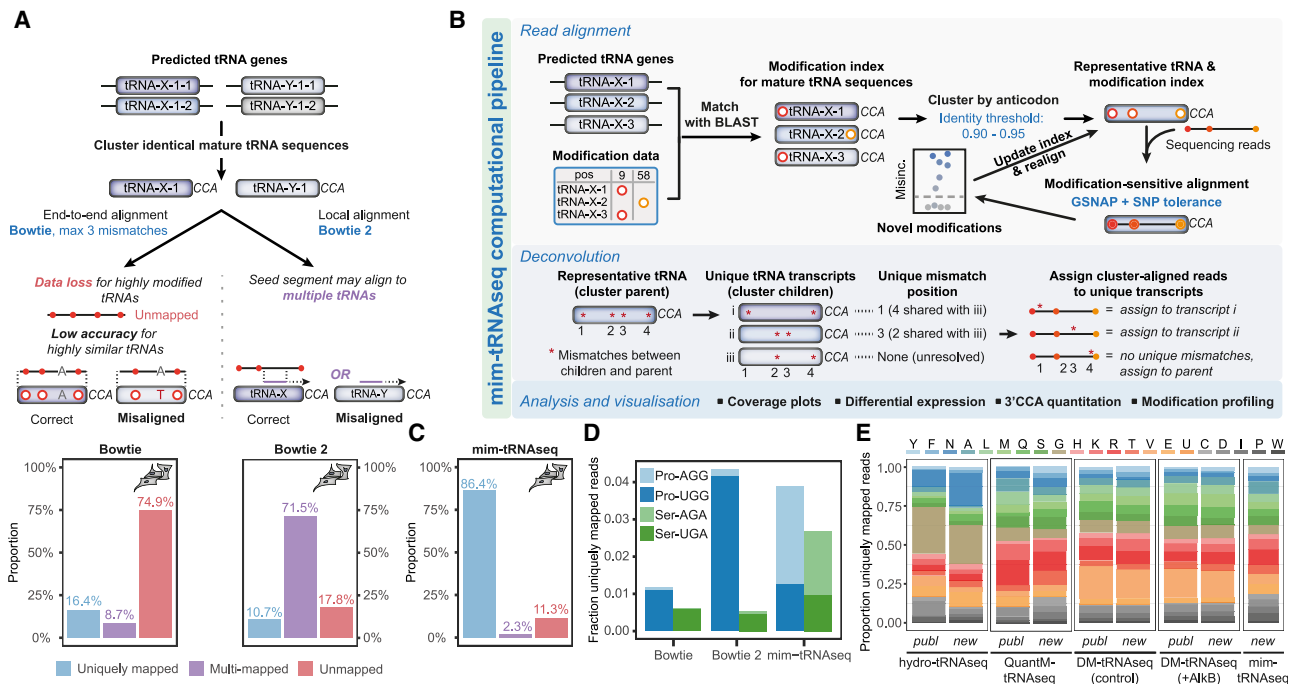 A
Predicted tRNA genes
tRNA-X-1-1
tRNA-Y-1-1
tRNA-X-1-2
tRNA-Y-1-2
Cluster identical mature tRNA sequences
tRNA-X-1 CCA
tRNA-Y-1 CCA
End-to-end alignment
Bowtie, max 3 mismatches
Local alignment
Bowtie 2
Data loss for highly modified
tRNAs
Unmapped
Low accuracy for
highly similar tRNAs
A
A
A
CCA
T
CCA
Correct
Misaligned
Seed segment may align to
multiple tRNAs
OR
tRNA-X
CCA
tRNA-Y
CCA
Correct
Misaligned
Bowtie
Proportion
100%
75%
50%
25%
0%
16.4%
8.7%
74.9%
Bowtie 2
100%
75%
50%
25%
0%
10.7%
71.5%
17.8%
Uniquely mapped
Multi-mapped
Unmapped
B
mim-tRNAseq computational pipeline
Read alignment
Predicted tRNA genes
tRNA-X-1
tRNA-X-2
tRNA-X-3
Modification data
pos 9 58
tRNA-X-1
tRNA-X-2
tRNA-X-3
Match
with BLAST
Modification index
for mature tRNA sequences
tRNA-X-1 CCA
tRNA-X-2 CCA
tRNA-X-3 CCA
Cluster by anticodon
Identity threshold:
0.90 - 0.95
Representative tRNA &
modification index
CCA
Sequencing reads
Update index
& realign
Misinc.
Novel modifications
Modification-sensitive alignment
GSNAP + SNP tolerance
CCA
Deconvolution
Representative tRNA
(cluster parent)
* * * *
CCA
1 2 3 4
* Mismatches between
children and parent
Unique tRNA transcripts
(cluster children)
i * * CCA
ii * * CCA
iii * * CCA
1 2 3 4
Unique mismatch
position
1 (4 shared with iii)
3 (2 shared with iii)
None (unresolved)
Assign cluster-aligned reads
to unique transcripts
* = assign to transcript i
* = assign to transcript ii
* = no unique mismatches,
assign to parent
1 2 3 4
Analysis and visualisation
▪ Coverage plots ▪ Differential expression ▪ 3'CCA quantitation ▪ Modification profiling
C
mim-tRNAseq
Proportion
100%
75%
50%
25%
0%
86.4%
2.3%
11.3%
D
Fraction uniquely mapped reads
0.04
0.03
0.02
0.01
0.00
Pro-AGG
Pro-UGG
Ser-AGA
Ser-UGA
Bowtie
Bowtie 2
mim-tRNAseq
E
Y F N A L M Q S G H K R T V E U C D I P W
Proportion uniquely mapped reads
1.00
0.75
0.50
0.25
0.00
publ new
publ new
publ new
publ new
new
hydro-tRNAseq
QuantM-
tRNAseq
DM-tRNAseq
(control)
DM-tRNAseq
(+AlkB)
mim-
tRNAseq